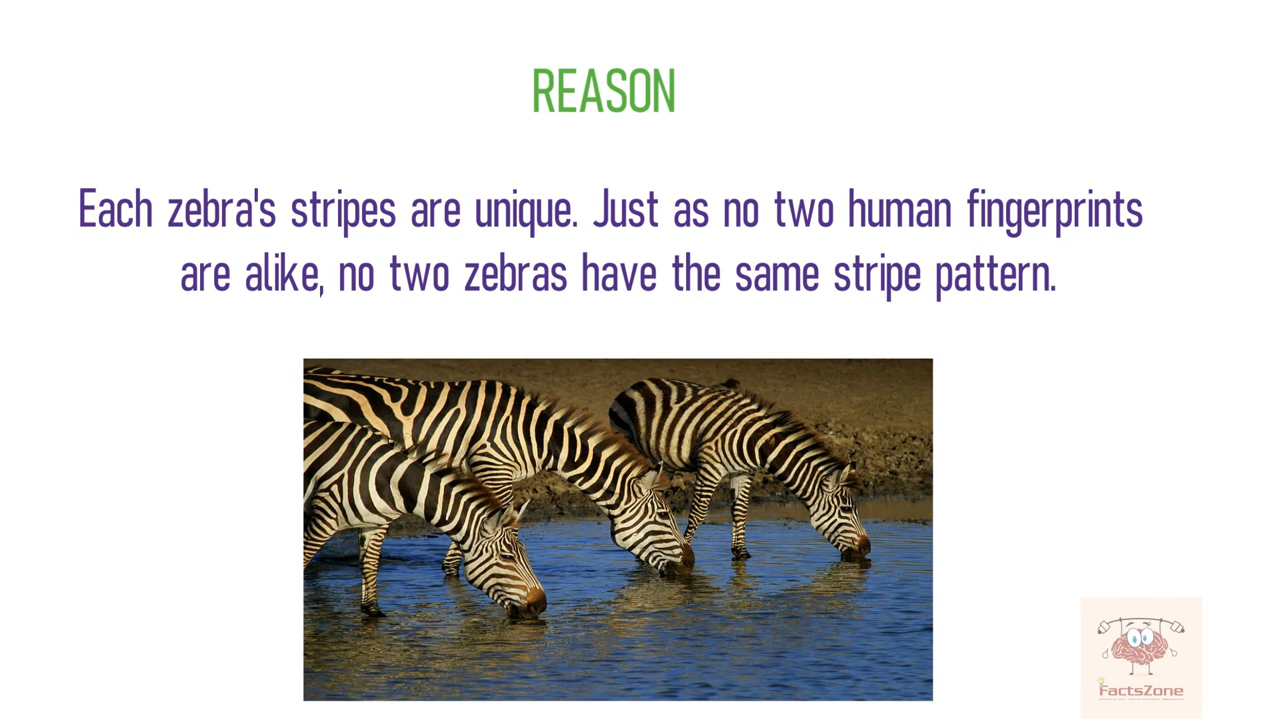 REASON
Each zebra's stripes are unique. Just as no two human fingerprints
are alike, no two zebras have the same stripe pattern.
FactsZone